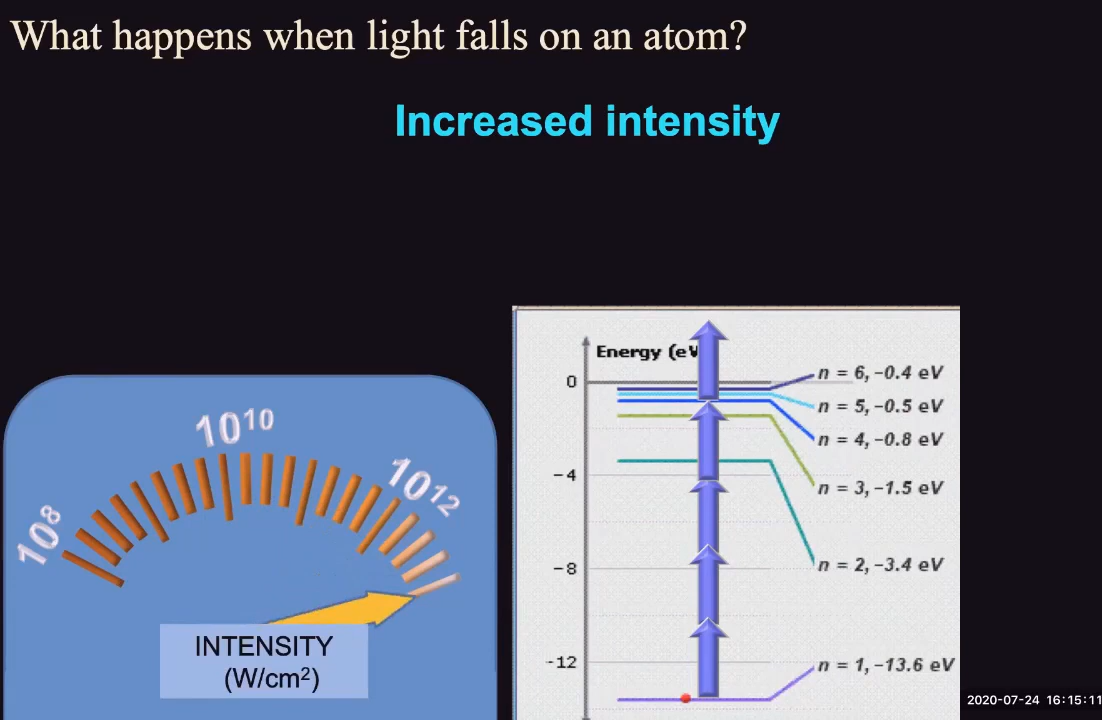 What happens when light falls on an atom?
Increased intensity
10⁸
10¹⁰
10¹²
INTENSITY
(W/cm²)
Energy (eV
0
−4
−8
-12
n = 6, −0.4 eV
n = 5, −0.5 eV
n = 4, −0.8 eV
n = 3, −1.5 eV
n = 2, −3.4 eV
n = 1, −13.6 eV
2020-07-24 16:15:11